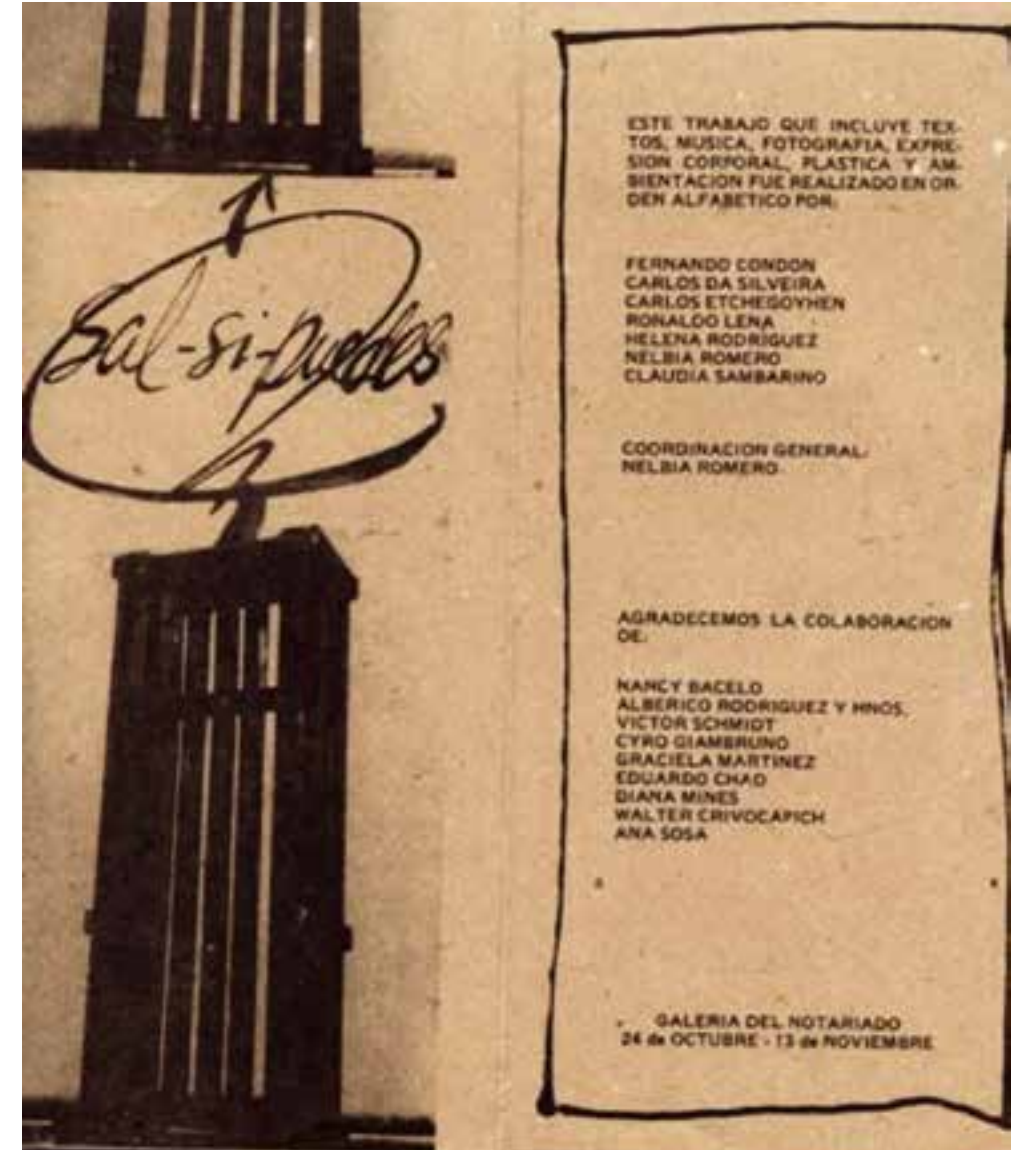 Sal-si-puedes
ESTE TRABAJO QUE INCLUYE TEX-
TOS, MUSICA, FOTOGRAFIA, EXPRE-
SION CORPORAL, PLASTICA Y AM-
BIENTACION FUE REALIZADO EN OR-
DEN ALFABETICO POR:
FERNANDO CONDON
CARLOS DA SILVEIRA
CARLOS ETCHEGOYHEN
RONALDO LENA
HELENA RODRIGUEZ
NELBIA ROMERO
CLAUDIA SAMBARINO
COORDINACION GENERAL:
NELBIA ROMERO
AGRADECEMOS LA COLABORACION
DE:
NANCY BACELO
ALBERICO RODRIGUEZ Y HNOS.
VICTOR SCHMIDT
CYRO GIAMBRUNO
GRACIELA MARTINEZ
EDUARDO CHAO
DIANA MINES
WALTER CRIVOCAPICH
ANA SOSA
GALERIA DEL NOTARIADO
24 de OCTUBRE - 13 de NOVIEMBRE